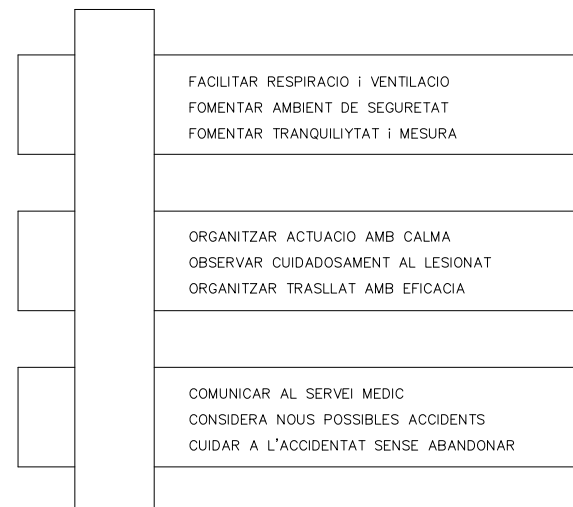 FACILITAR RESPIRACIO i VENTILACIO
FOMENTAR AMBIENT DE SEGURETAT
FOMENTAR TRANQUILIYTAT i MESURA
ORGANITZAR ACTUACIO AMB CALMA
OBSERVAR CUIDADOSAMENT AL LESIONAT
ORGANITZAR TRASLLAT AMB EFICACIA
COMUNICAR AL SERVEI MEDIC
CONSIDERA NOUS POSSIBLES ACCIDENTS
CUIDAR A L'ACCIDENTAT SENSE ABANDONAR